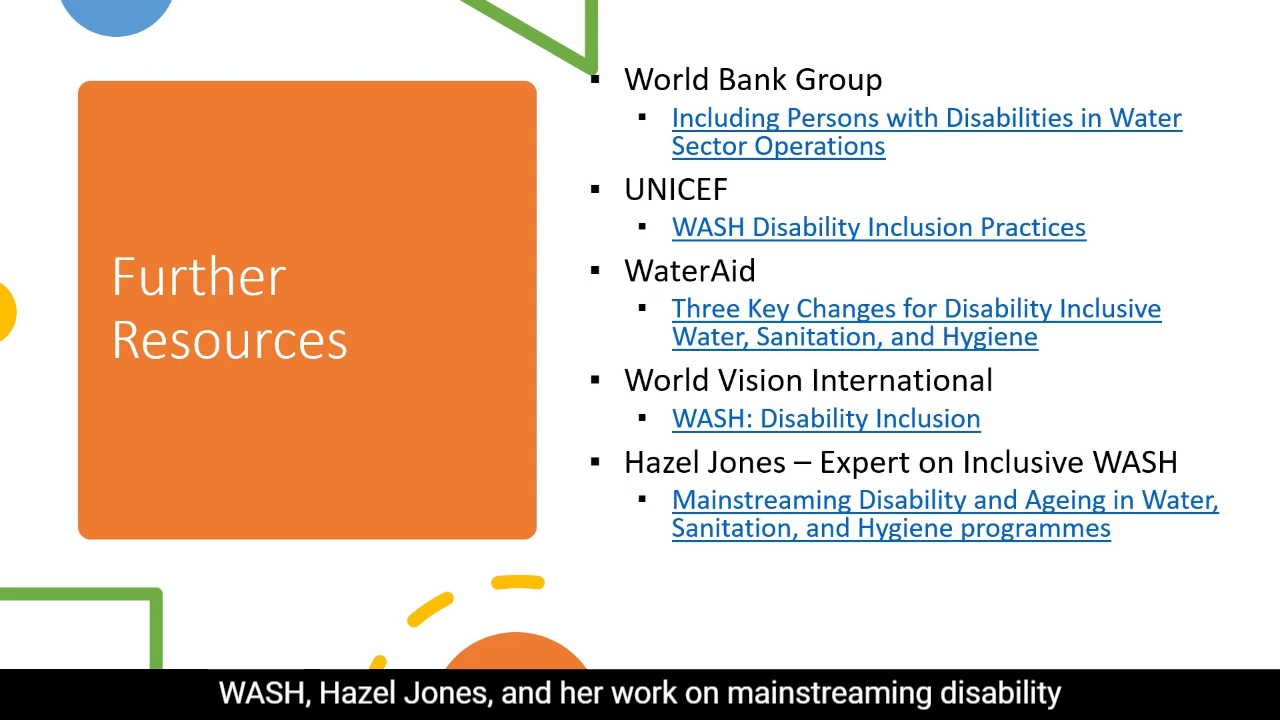 Further
Resources
▪ World Bank Group
▪ Including Persons with Disabilities in Water
Sector Operations
▪ UNICEF
▪ WASH Disability Inclusion Practices
▪ WaterAid
▪ Three Key Changes for Disability Inclusive
Water, Sanitation, and Hygiene
▪ World Vision International
▪ WASH: Disability Inclusion
▪ Hazel Jones – Expert on Inclusive WASH
▪ Mainstreaming Disability and Ageing in Water,
Sanitation, and Hygiene programmes
WASH, Hazel Jones, and her work on mainstreaming disability